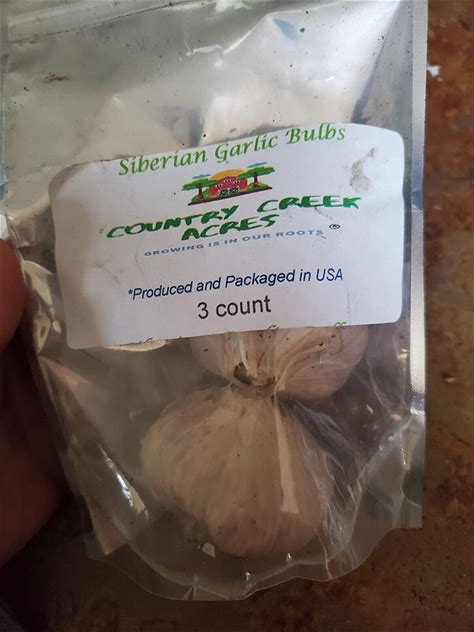 Siberian Garlic Bulbs
COUNTRY CREEK
ACRES ®
GROWING IS IN OUR ROOTS
*Produced and Packaged in USA
3 count